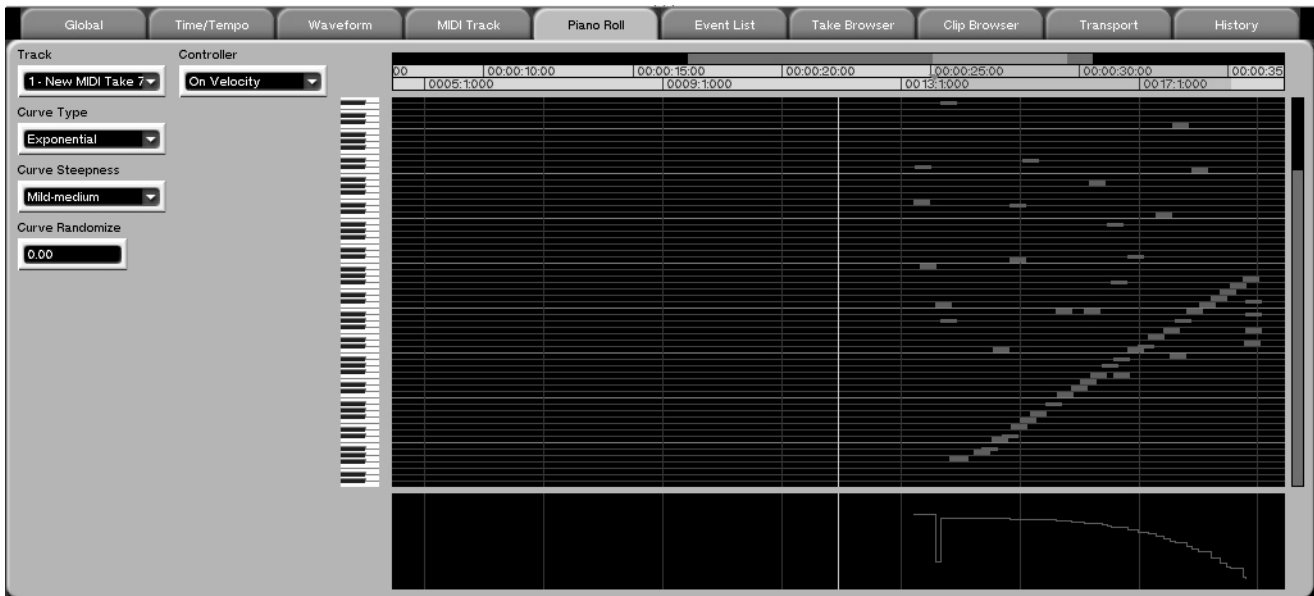 Global Time/Tempo Waveform MIDI Track Piano Roll Event List Take Browser Clip Browser Transport History
Track Controller
1 - New MIDI Take 7 On Velocity
Curve Type
Exponential
Curve Steepness
Mild-medium
Curve Randomize
0.00
00 00:00:10:00 00:00:15:00 00:00:20:00 00:00:25:00 00:00:30:00 00:00:35
0005:1:000 0009:1:000 0013:1:000 0017:1:000